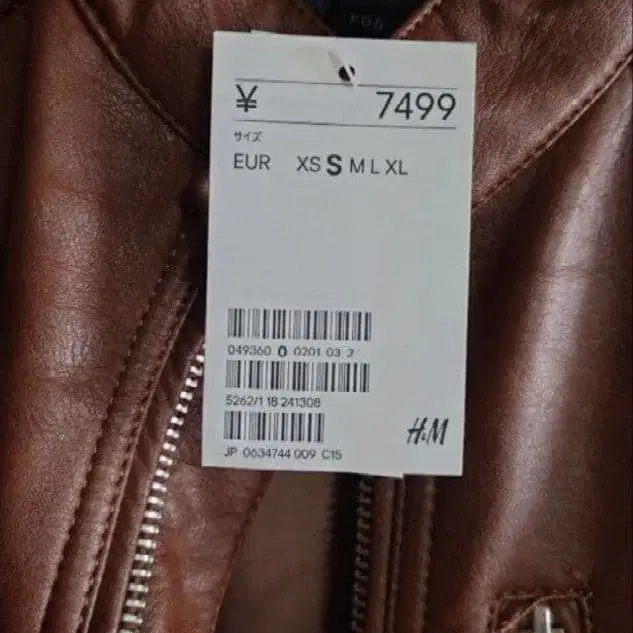 ¥ 7499
サイズ
EUR XS S M L XL
049360 0 0201 03 2
5262/1 18 241308
H&M
JP 0634744 009 C15